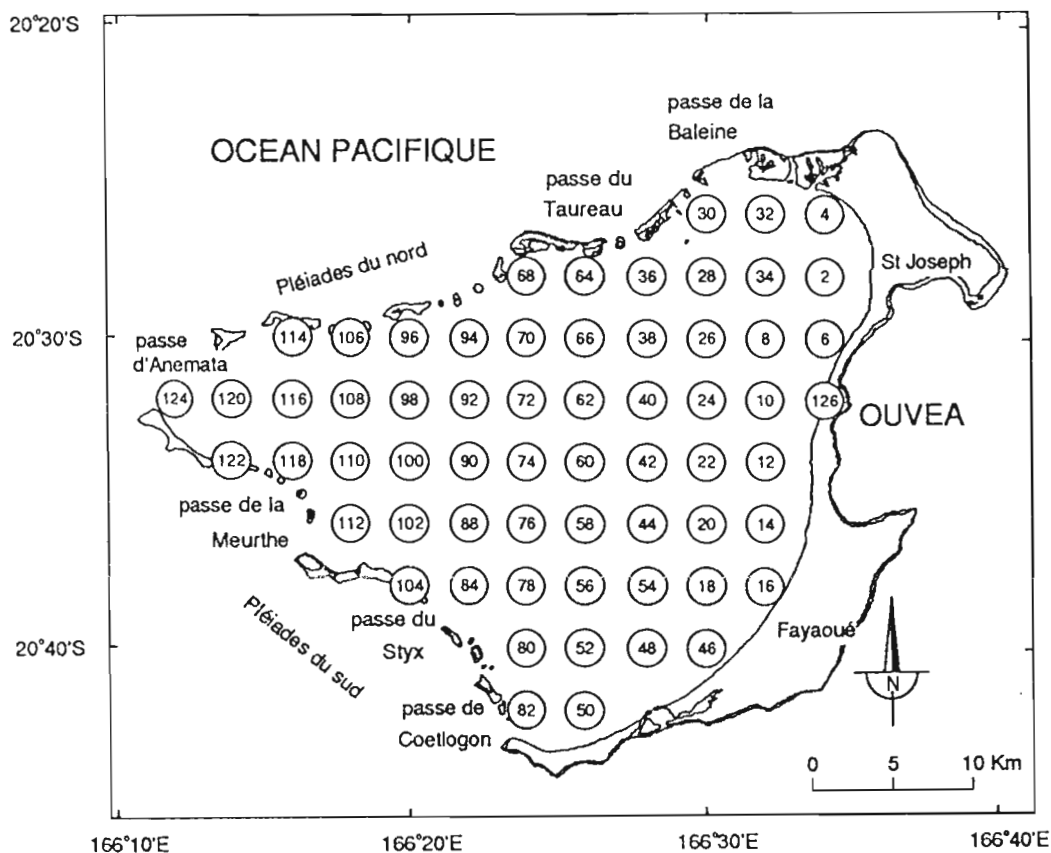 20°20'S
passe de la
Baleine
OCEAN PACIFIQUE
passe du
Taureau
30 32 4
Pléiades du nord
St Joseph
68 64 36 28 34 2
20°30'S
passe
d'Anemata
114 106 96 94 70 66 38 26 8 6
124 120 116 108 98 92 72 62 40 24 10 126
OUVEA
122 118 110 100 90 74 60 42 22 12
passe de la
Meurthe
112 102 88 76 58 44 20 14
104 84 78 56 54 18 16
Pléiades du sud
passe du
Styx
Fayaoué
20°40'S
80 52 48 46
N
passe de
Coetlogon
82 50
0 5 10 Km
166°10'E 166°20'E 166°30'E 166°40'E